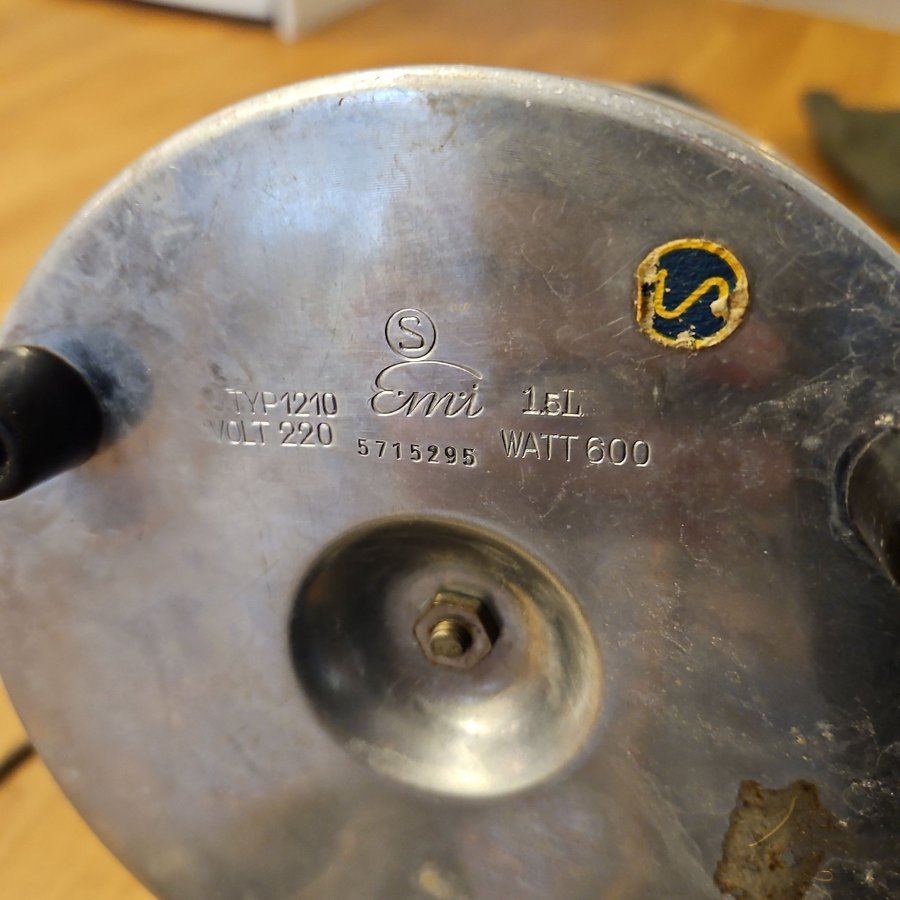 S
Emi
TYP 1210 1.5L
VOLT 220 5715295 WATT 600
S